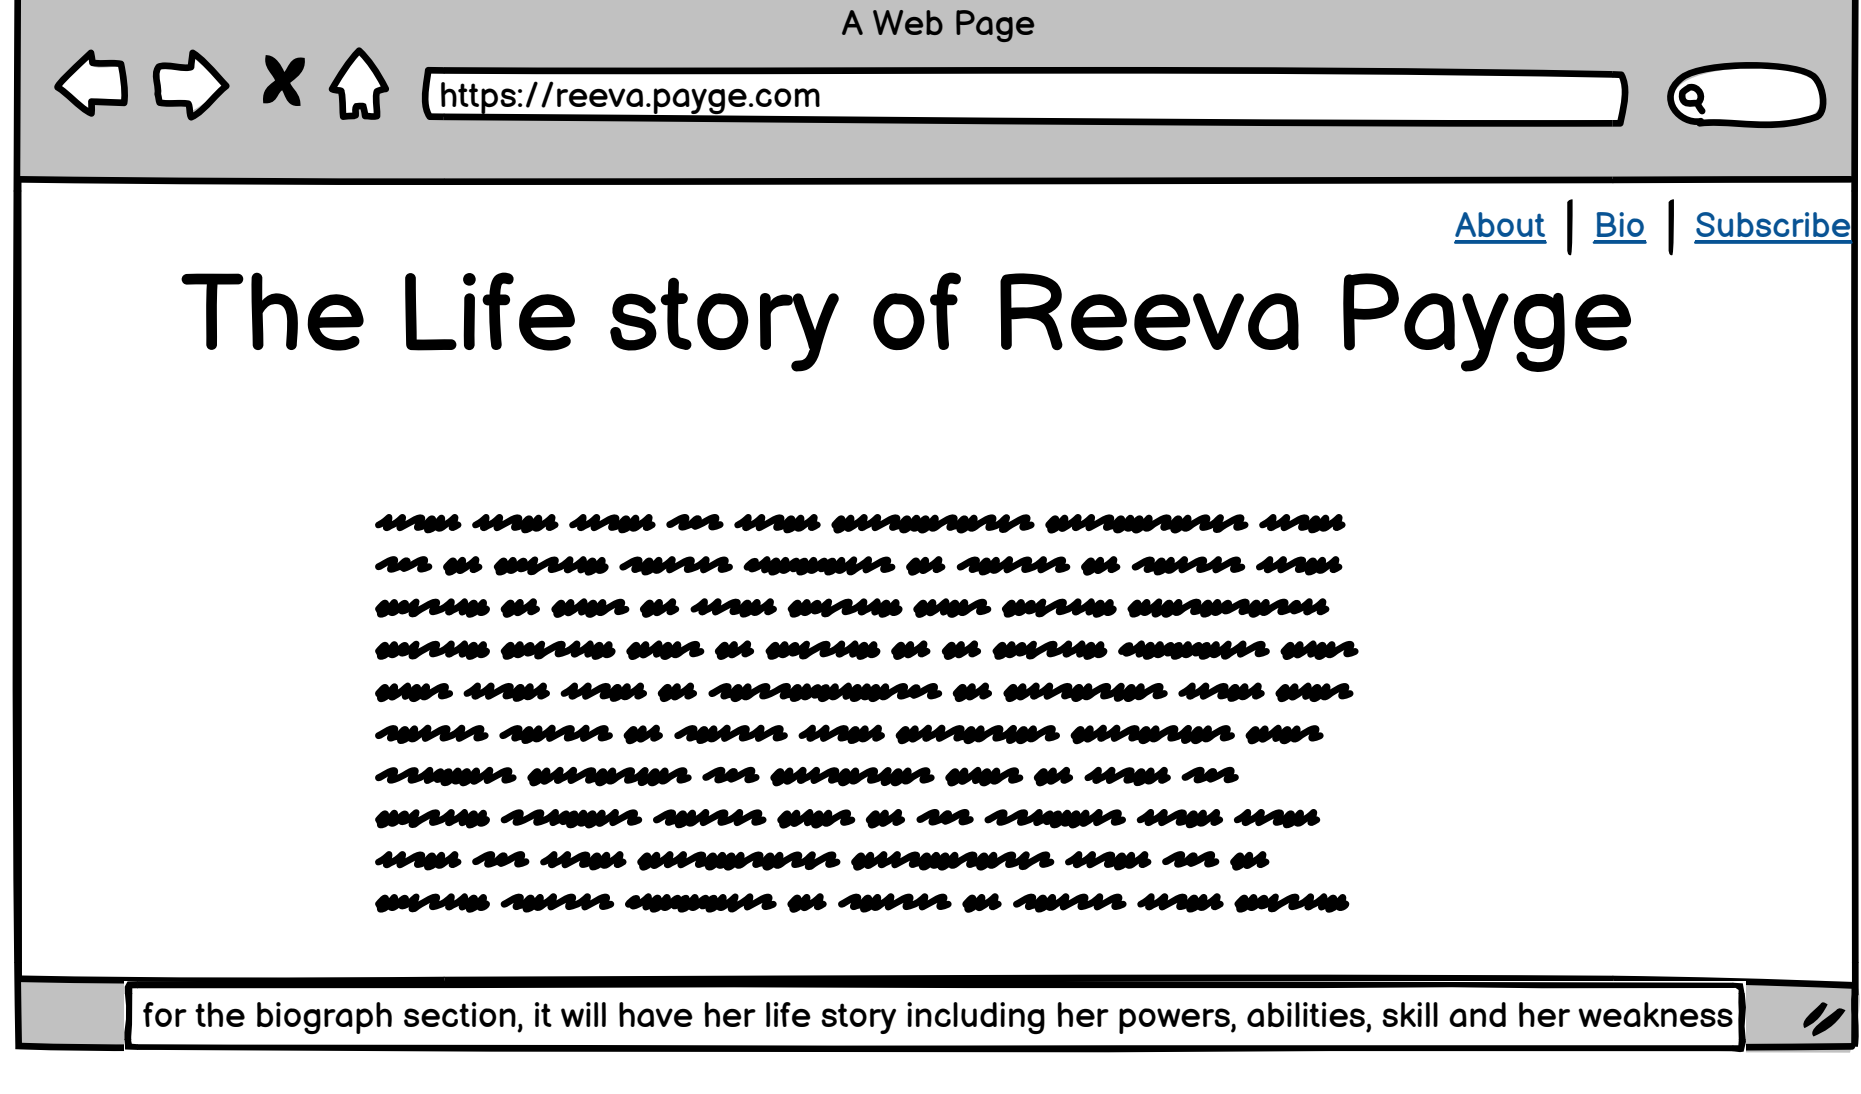 A Web Page
https://reeva.payge.com
About | Bio | Subscribe
The Life story of Reeva Payge
for the biograph section, it will have her life story including her powers, abilities, skill and her weakness